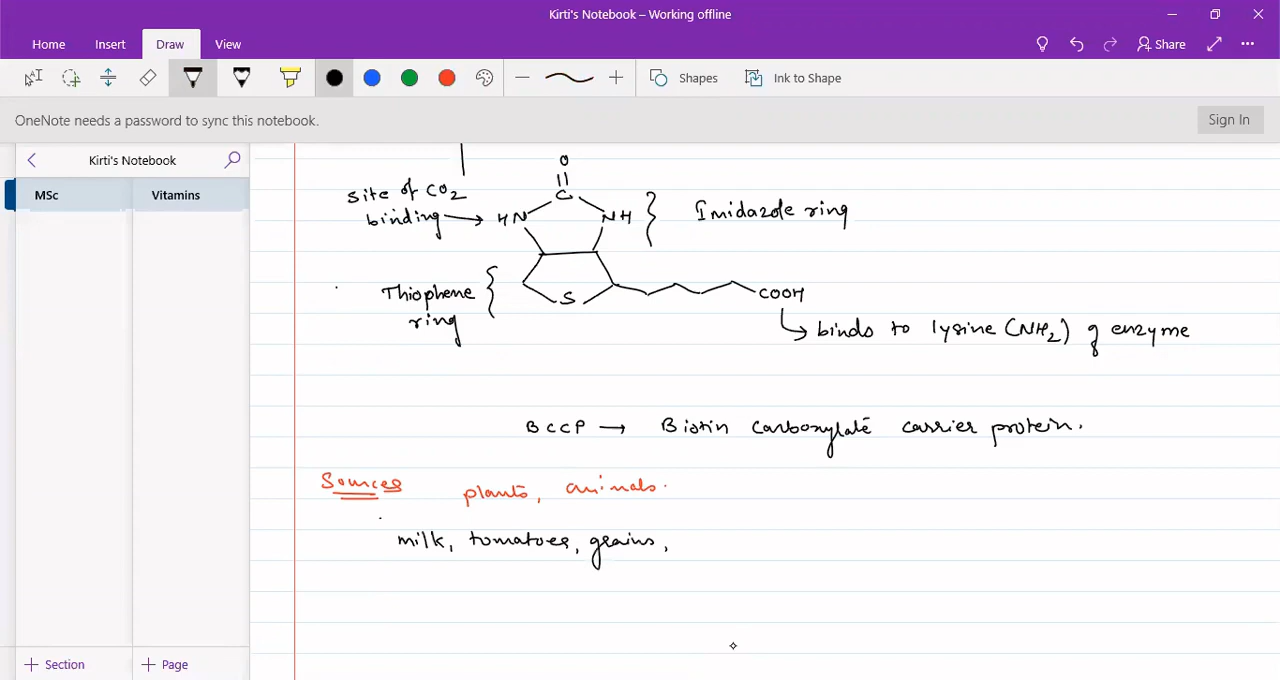 Kirti's Notebook – Working offline
Home Insert Draw View Share
Shapes Ink to Shape
OneNote needs a password to sync this notebook. Sign In
Kirti's Notebook
MSc Vitamins
O
C
site of CO2
binding → HN NH } Imidazole ring
Thiophene {
ring
S COOH
↳ binds to lysine (NH2) of enzyme
BCCP → Biotin Carboxylate carrier protein.
Sources plants, animals.
milk, tomatoes, grains,
+ Section + Page